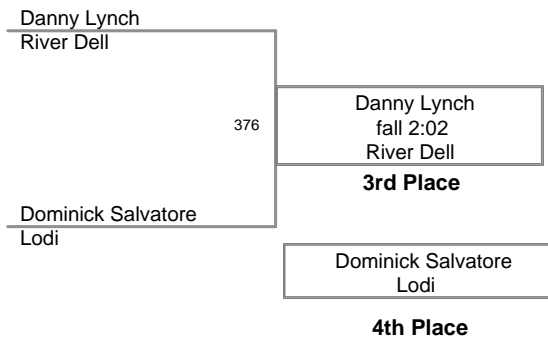 Danny Lynch
River Dell
376
Danny Lynch
fall 2:02
River Dell
3rd Place
Dominick Salvatore
Lodi
Dominick Salvatore
Lodi
4th Place